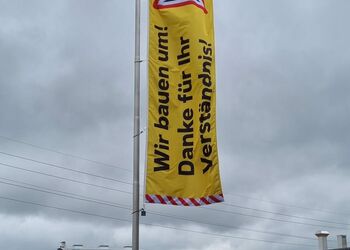 Wir bauen um!
Danke für Ihr
Verständnis!